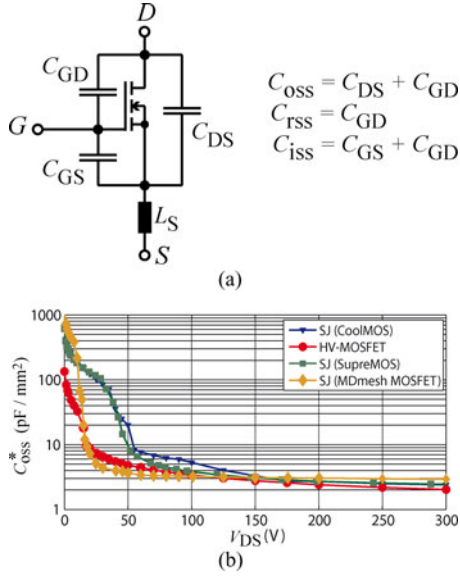 (a)
D
C_GD
G
C_GS
C_DS
L_S
S
C_oss = C_DS + C_GD
C_rss = C_GD
C_iss = C_GS + C_GD
(b)
1000
100
10
1
C*_oss (pF / mm²)
SJ (CoolMOS)
HV-MOSFET
SJ (SupreMOS)
SJ (MDmesh MOSFET)
0 50 100 150 200 250 300
V_DS (V)